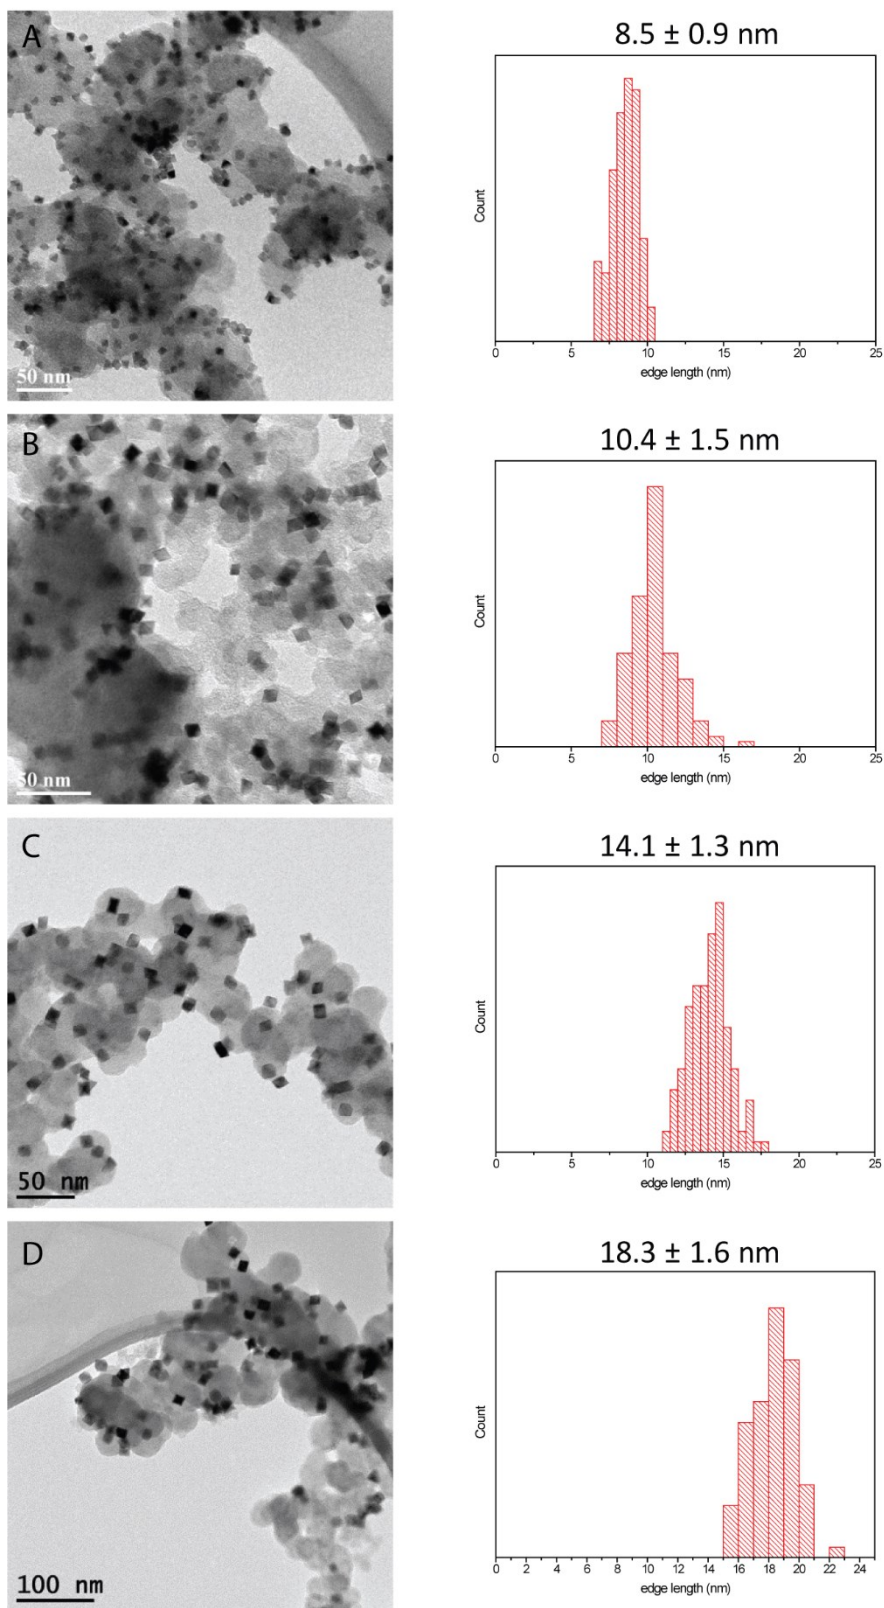 A
50 nm
8.5 ± 0.9 nm
Count
0 5 10 15 20 25
edge length (nm)
B
50 nm
10.4 ± 1.5 nm
Count
0 5 10 15 20 25
edge length (nm)
C
50 nm
14.1 ± 1.3 nm
Count
0 5 10 15 20 25
edge length (nm)
D
100 nm
18.3 ± 1.6 nm
Count
0 2 4 6 8 10 12 14 16 18 20 22 24
edge length (nm)